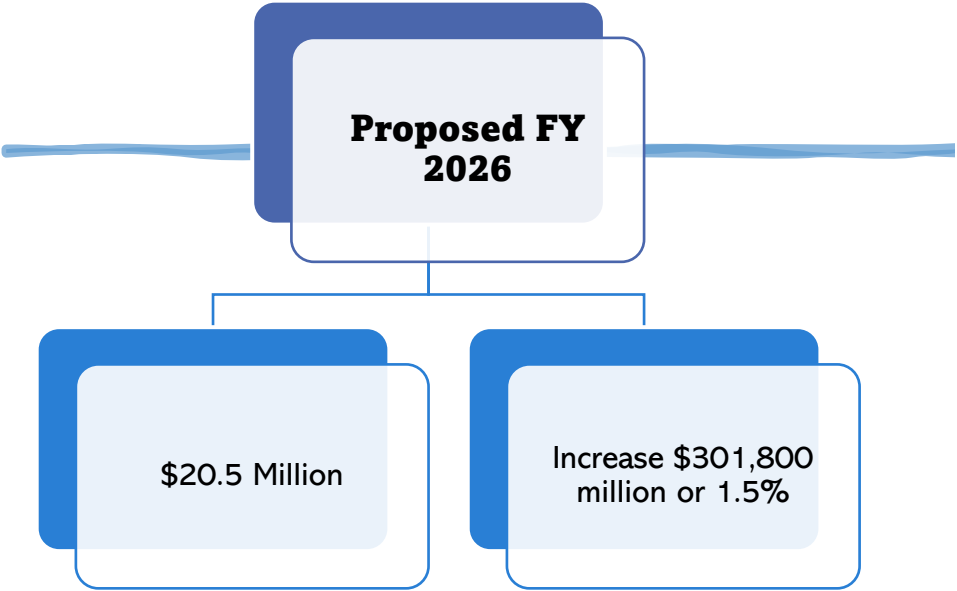 Proposed FY
2026
$20.5 Million
Increase $301,800
million or 1.5%